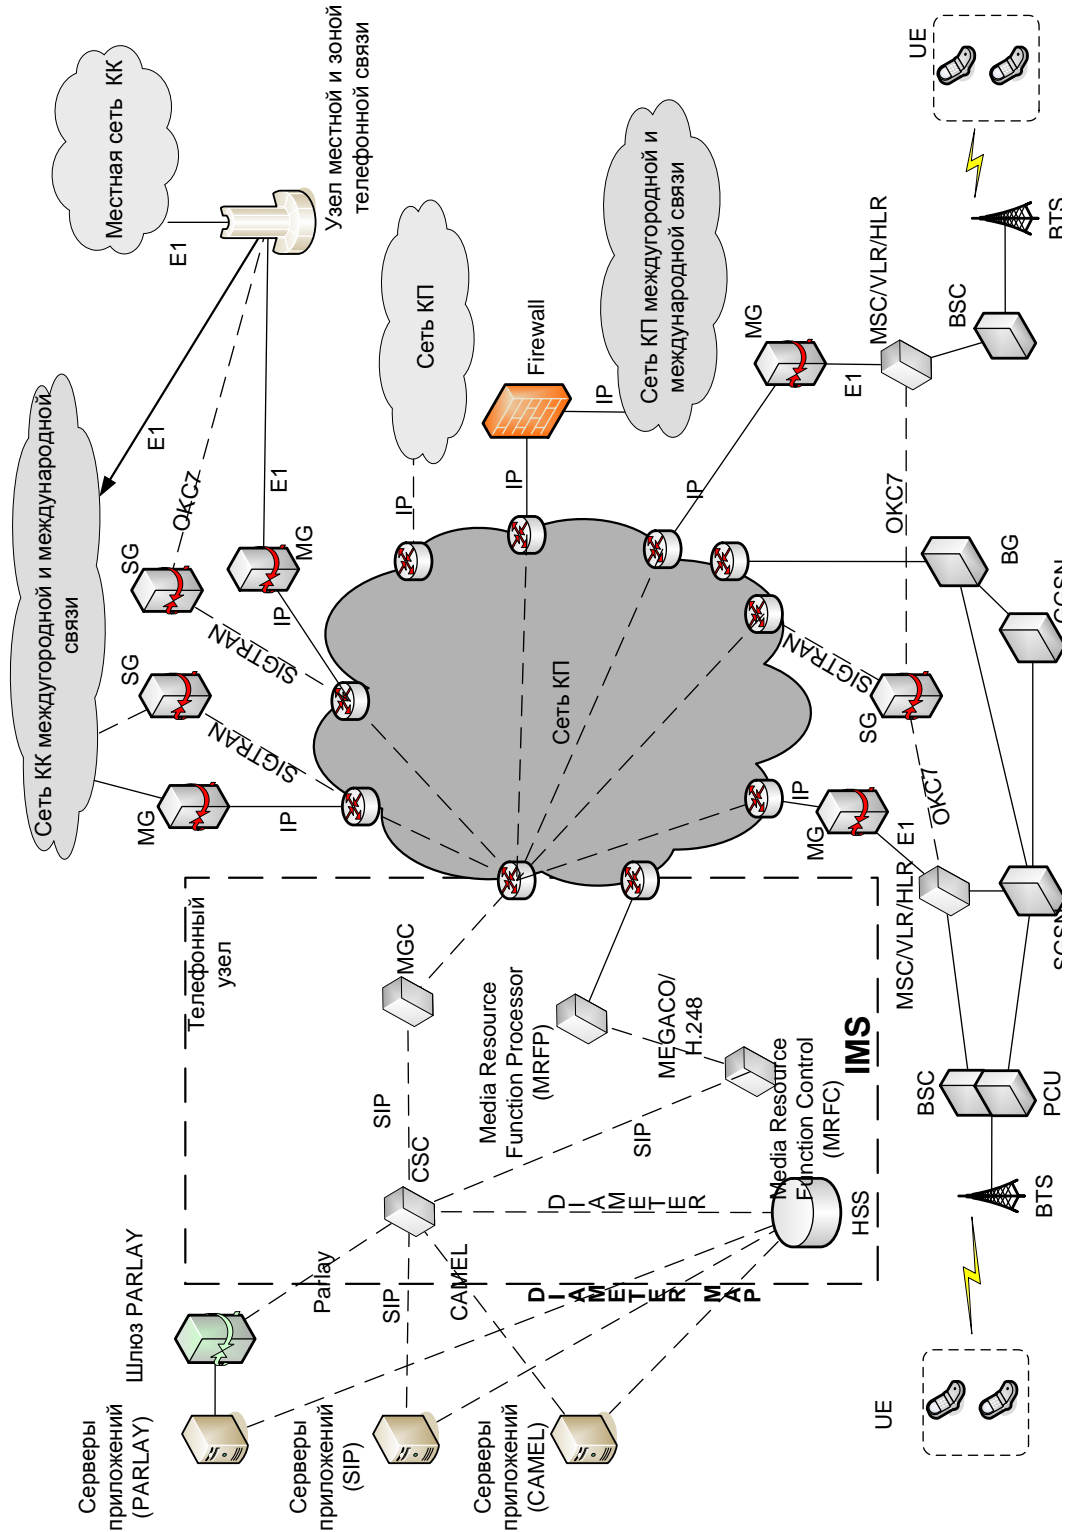 Серверы
приложений
(PARLAY)
Шлюз PARLAY
Серверы
приложений
(SIP)
Серверы
приложений
(CAMEL)
Parlay
SIP
CAMEL
DIAMETER MAP
DIAMETER
HSS
CSC
SIP
SIP
MGC
Телефонный
узел
Media Resource
Function Processor
(MRFP)
MEGACO/
H.248
Media Resource
Function Control
(MRFC)
IMS
MG
IP
SG
SIGTRAN
Сеть КК междугородной и международной
связи
SG
SIGTRAN
MG
IP
E1
ОКС7
E1
E1
Местная сеть КК
Узел местной и зоной
телефонной связи
Сеть КП
IP
Firewall
IP
IP
Сеть КП междугородной и
международной связи
Сеть КП
IP
MG
E1
MSC/VLR/HLR
BSC
BTS
UE
ОКС7
SIGTRAN
SG
BG
GGSN
ОКС7
IP
MG
E1
MSC/VLR/HLR
SGSN
BSC
PCU
BTS
UE